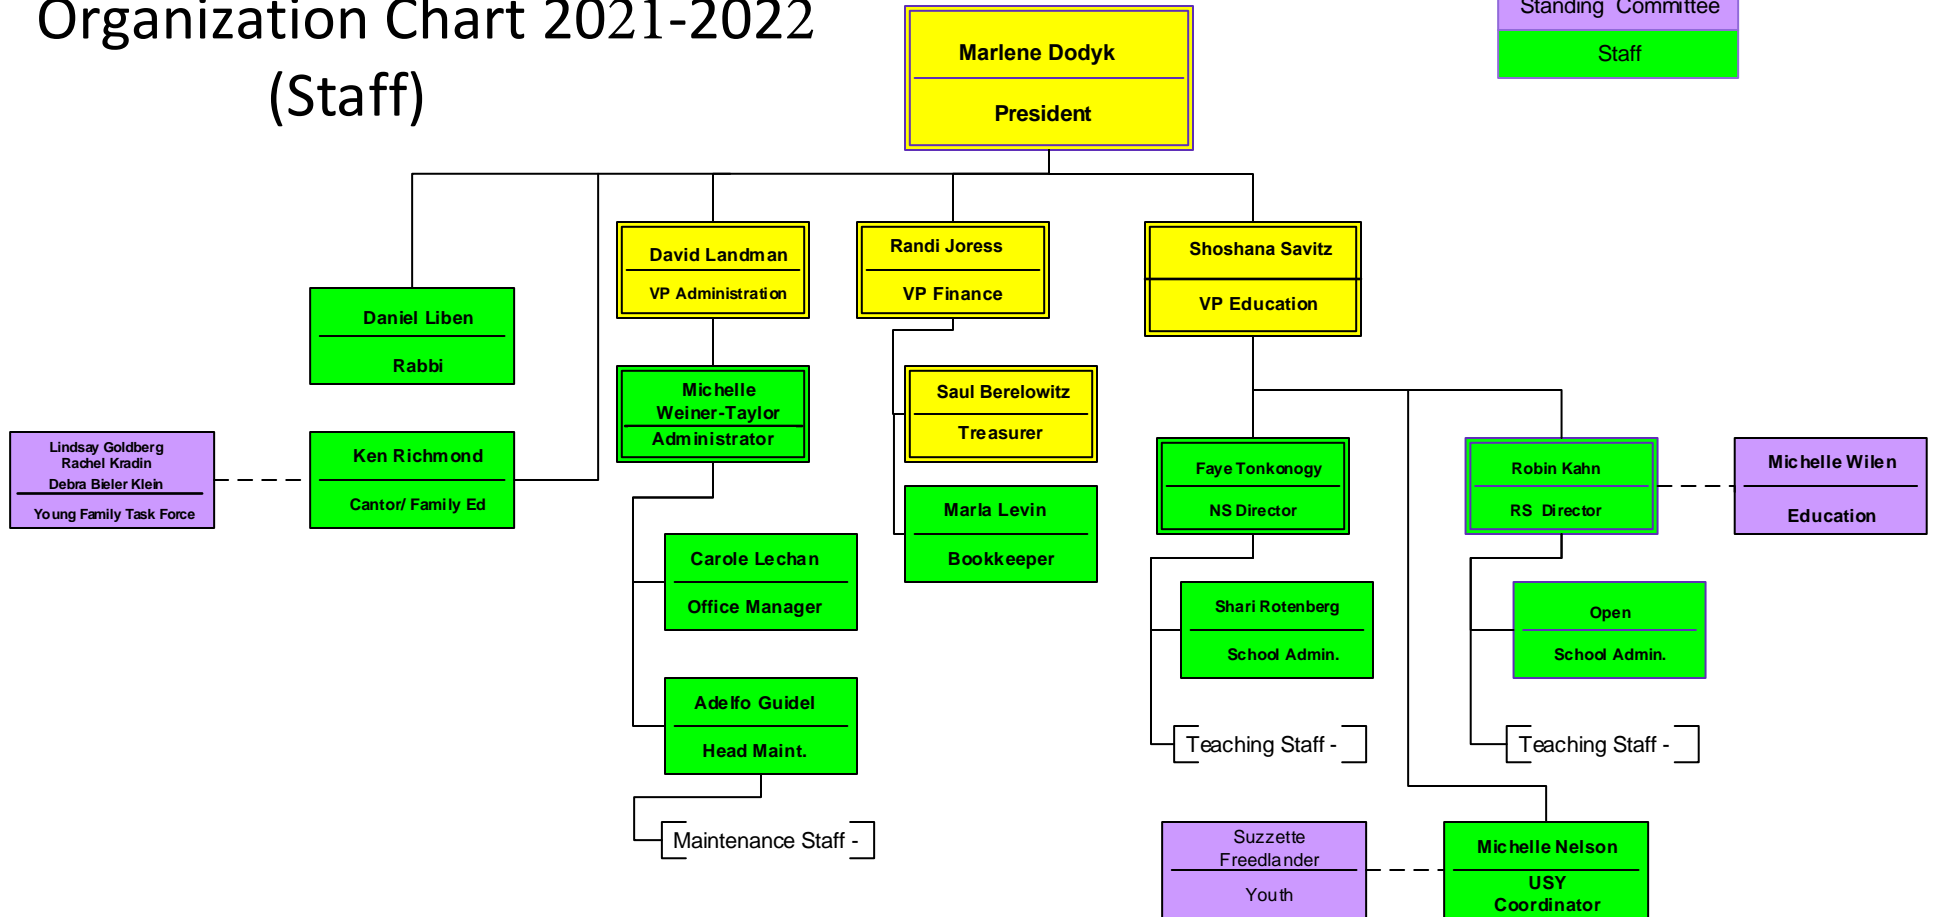 Organization Chart 2021-2022
(Staff)
Standing Committee
Staff
Marlene Dodyk
President
David Landman
VP Administration
Randi Joress
VP Finance
Shoshana Savitz
VP Education
Daniel Liben
Rabbi
Michelle
Weiner-Taylor
Administrator
Saul Berelowitz
Treasurer
Lindsay Goldberg
Rachel Kradin
Debra Bieler Klein
Young Family Task Force
Ken Richmond
Cantor/ Family Ed
Faye Tonkonogy
NS Director
Robin Kahn
RS Director
Michelle Wilen
Education
Marla Levin
Bookkeeper
Carole Lechan
Office Manager
Shari Rotenberg
School Admin.
Open
School Admin.
Adelfo Guidel
Head Maint.
Teaching Staff -
Teaching Staff -
Maintenance Staff -
Suzzette
Freedlander
Youth
Michelle Nelson
USY
Coordinator